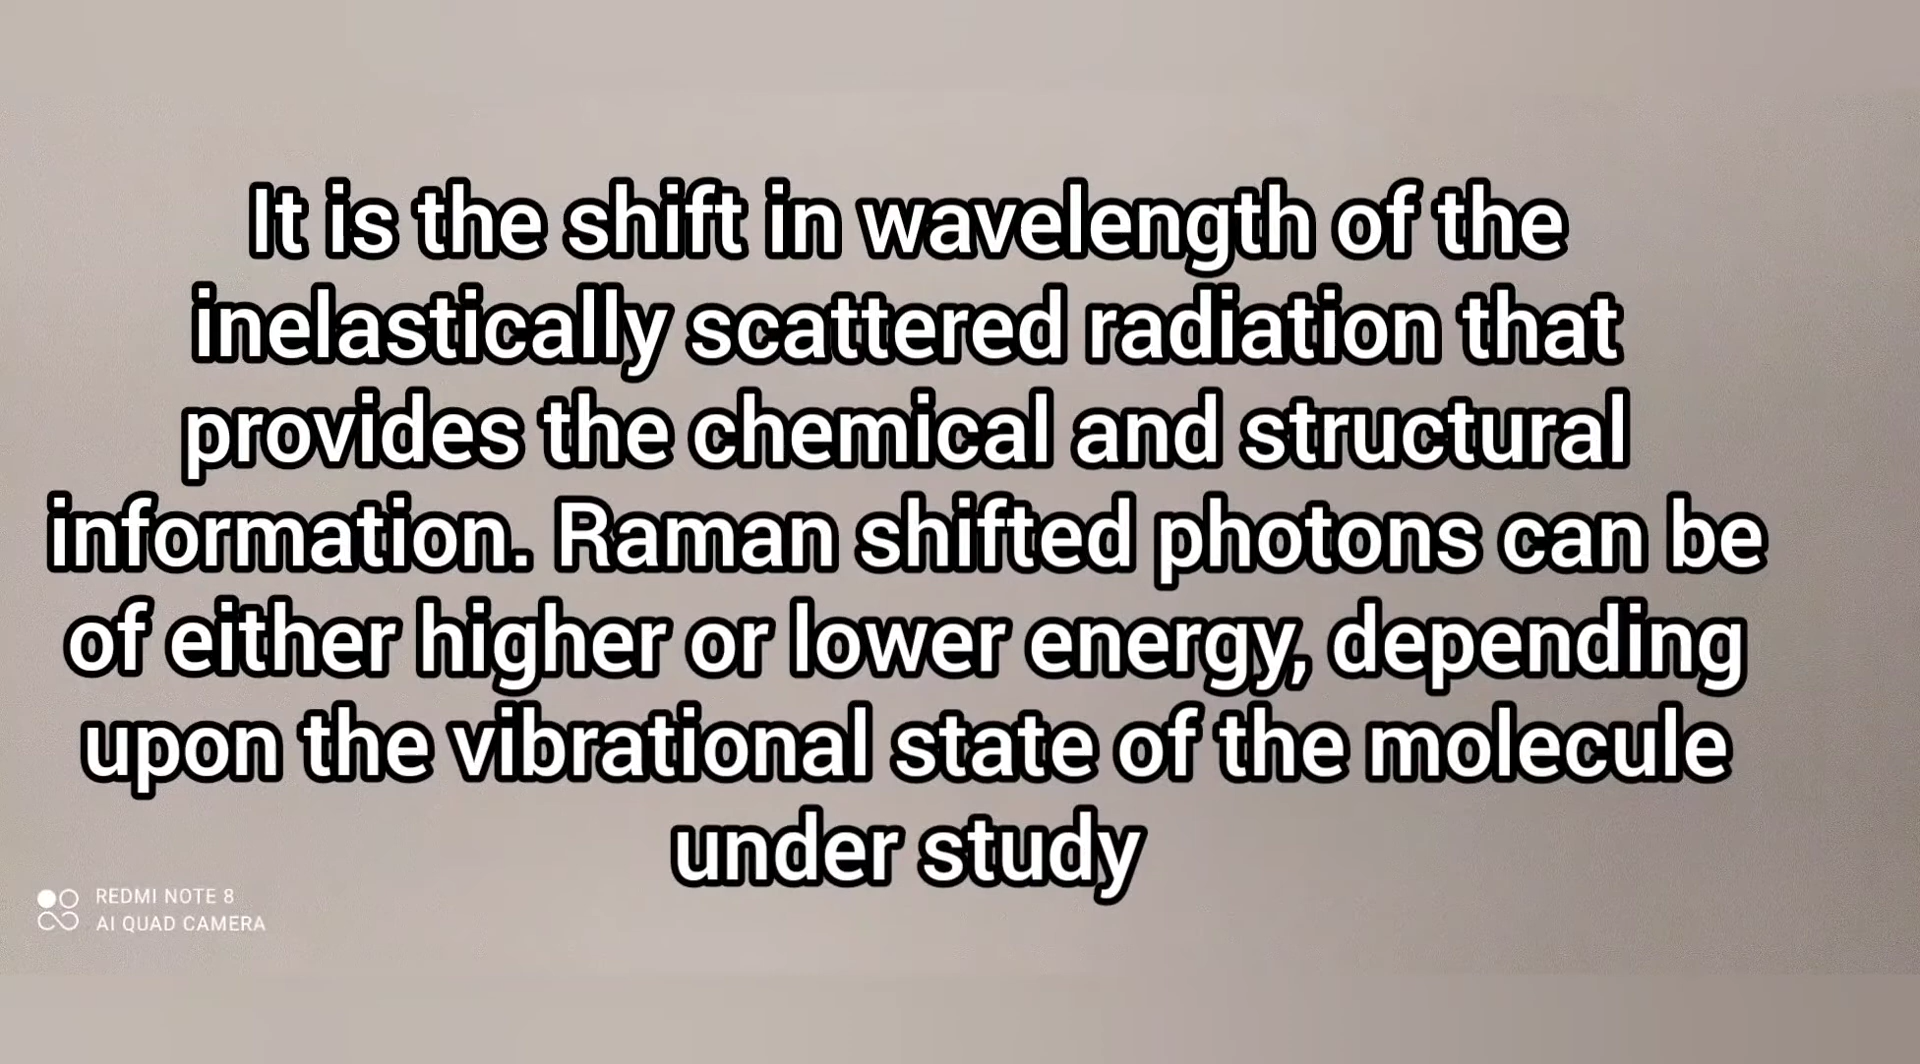 It is the shift in wavelength of the
inelastically scattered radiation that
provides the chemical and structural
information. Raman shifted photons can be
of either higher or lower energy, depending
upon the vibrational state of the molecule
under study
REDMI NOTE 8
AI QUAD CAMERA